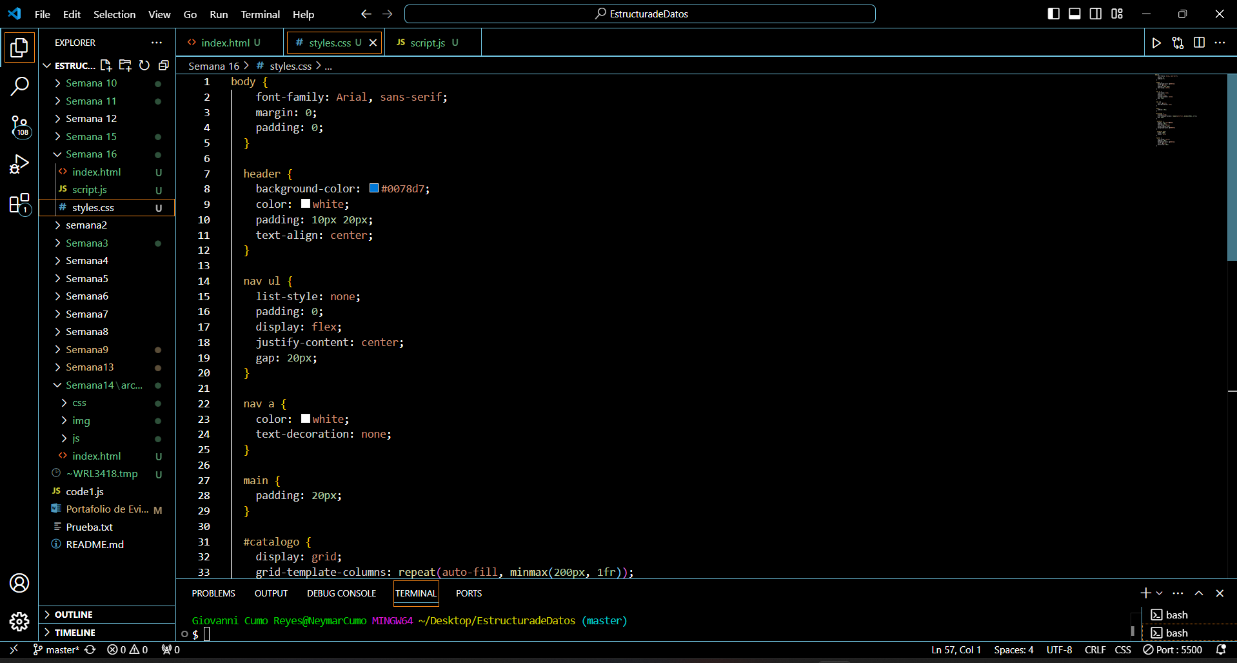 File Edit Selection View Go Run Terminal Help
EstructuradeDatos
EXPLORER
ESTRUC...
Semana 10
Semana 11
Semana 12
Semana 15
Semana 16
index.html U
JS script.js U
# styles.css U
semana2
Semana3
Semana4
Semana5
Semana6
Semana7
Semana8
Semana9
Semana13
Semana14 \ arc...
css
img
js
index.html U
~WRL3418.tmp U
JS code1.js
Portafolio de Evi... M
Prueba.txt
README.md
OUTLINE
TIMELINE
108
1
index.html U
# styles.css U
JS script.js U
Semana 16 > # styles.css > ...
1 body {
2 font-family: Arial, sans-serif;
3 margin: 0;
4 padding: 0;
5 }
6
7 header {
8 background-color: #0078d7;
9 color: white;
10 padding: 10px 20px;
11 text-align: center;
12 }
13
14 nav ul {
15 list-style: none;
16 padding: 0;
17 display: flex;
18 justify-content: center;
19 gap: 20px;
20 }
21
22 nav a {
23 color: white;
24 text-decoration: none;
25 }
26
27 main {
28 padding: 20px;
29 }
30
31 #catalogo {
32 display: grid;
33 grid-template-columns: repeat(auto-fill, minmax(200px, 1fr));
PROBLEMS OUTPUT DEBUG CONSOLE TERMINAL PORTS
Giovanni Cumo Reyes@NeymarCumo MINGW64 ~/Desktop/EstructuradeDatos (master)
$
bash
bash
master* 0 0 0
Ln 57, Col 1 Spaces: 4 UTF-8 CRLF CSS Port : 5500